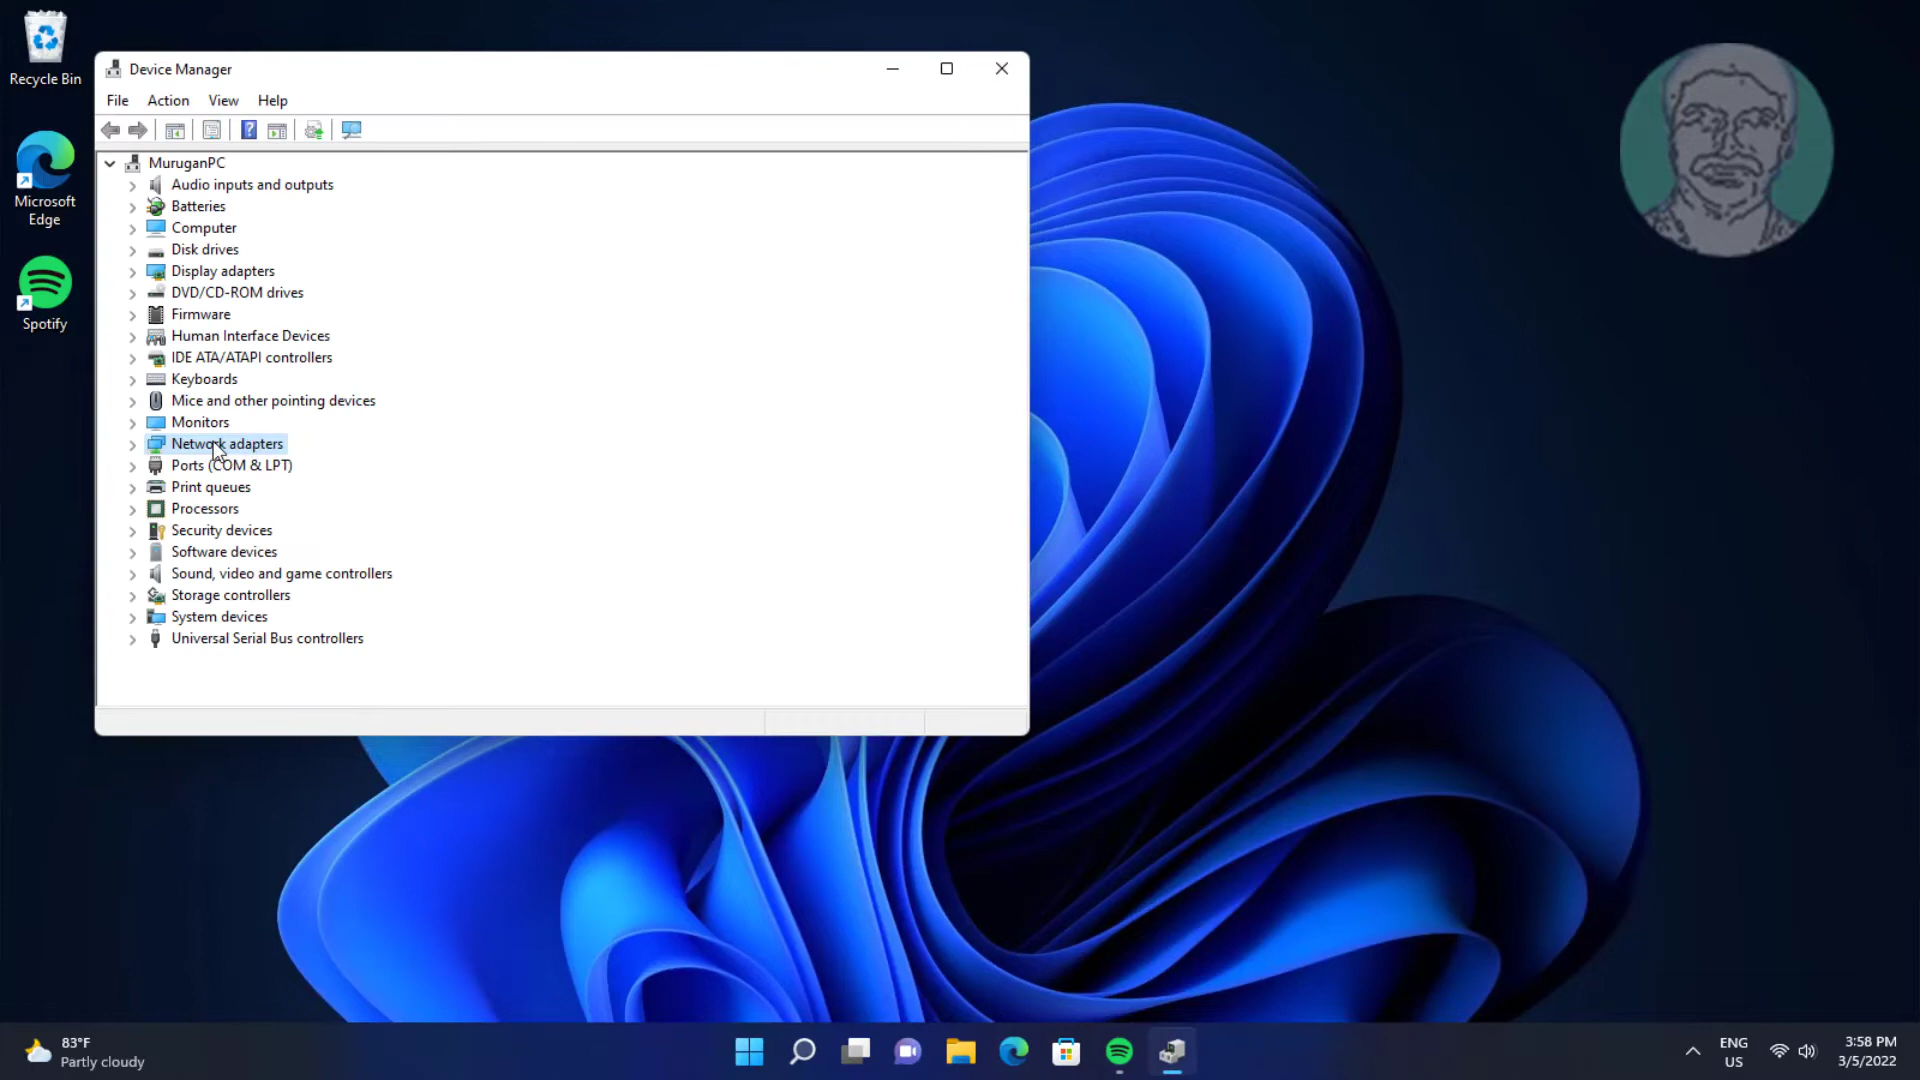 Recycle Bin
Microsoft
Edge
Spotify
Device Manager
File Action View Help
MuruganPC
Audio inputs and outputs
Batteries
Computer
Disk drives
Display adapters
DVD/CD-ROM drives
Firmware
Human Interface Devices
IDE ATA/ATAPI controllers
Keyboards
Mice and other pointing devices
Monitors
Network adapters
Ports (COM & LPT)
Print queues
Processors
Security devices
Software devices
Sound, video and game controllers
Storage controllers
System devices
Universal Serial Bus controllers
83°F
Partly cloudy
ENG
US
3:58 PM
3/5/2022